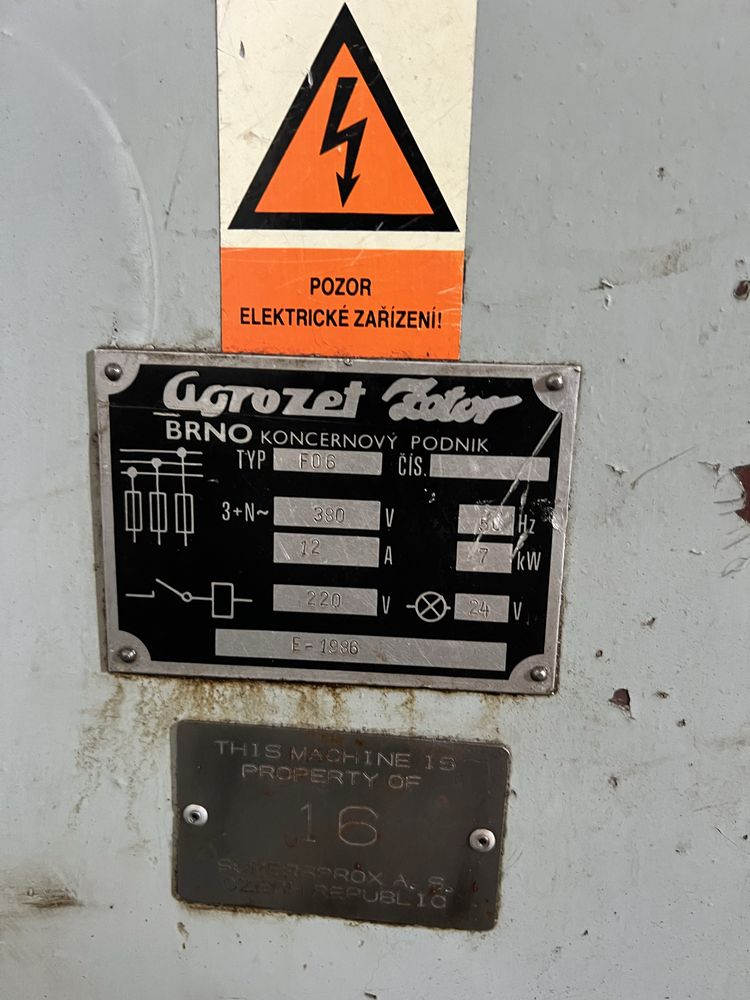 POZOR
ELEKTRICKÉ ZAŘÍZENÍ!
Agrozet Zetor
BRNO KONCERNOVÝ PODNIK
TYP F06 ČÍS.
3+N~ 380 V 50 Hz
12 A 7 kW
220 V 24 V
E-1986
THIS MACHINE IS
PROPERTY OF
16
SUPERSPROX A. S.
CZECH REPUBLIC